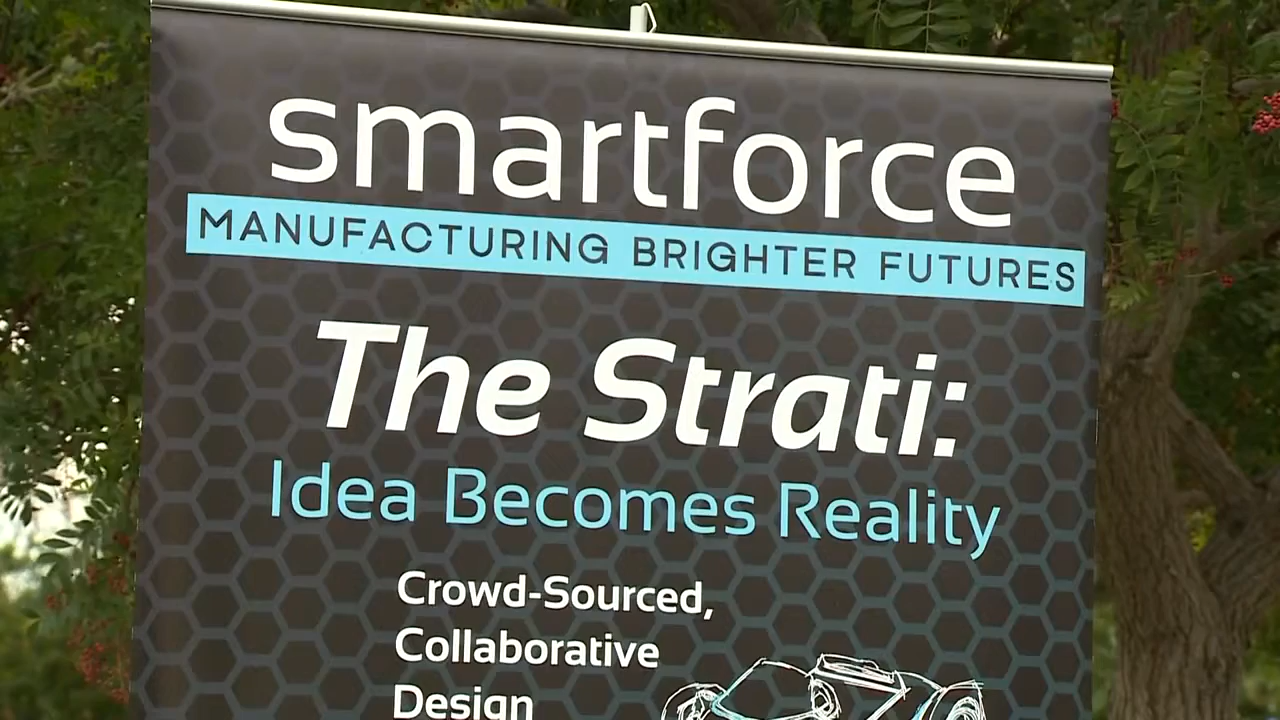 smartforce
MANUFACTURING BRIGHTER FUTURES
The Strati:
Idea Becomes Reality
Crowd-Sourced,
Collaborative
Design